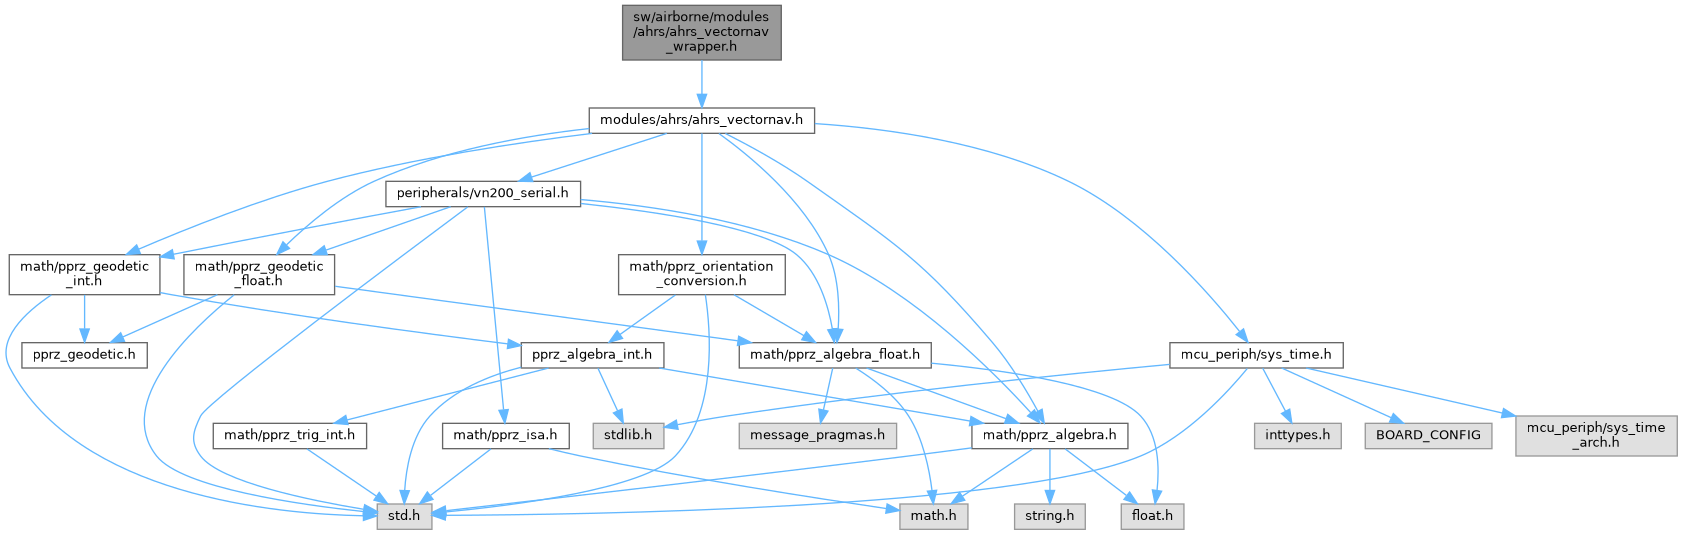 sw/airborne/modules
/ahrs/ahrs_vectornav
_wrapper.h
modules/ahrs/ahrs_vectornav.h
peripherals/vn200_serial.h
math/pprz_geodetic
_int.h
math/pprz_geodetic
_float.h
math/pprz_orientation
_conversion.h
pprz_geodetic.h
pprz_algebra_int.h
math/pprz_algebra_float.h
mcu_periph/sys_time.h
math/pprz_trig_int.h
math/pprz_isa.h
stdlib.h
message_pragmas.h
math/pprz_algebra.h
inttypes.h
BOARD_CONFIG
mcu_periph/sys_time
_arch.h
std.h
math.h
string.h
float.h